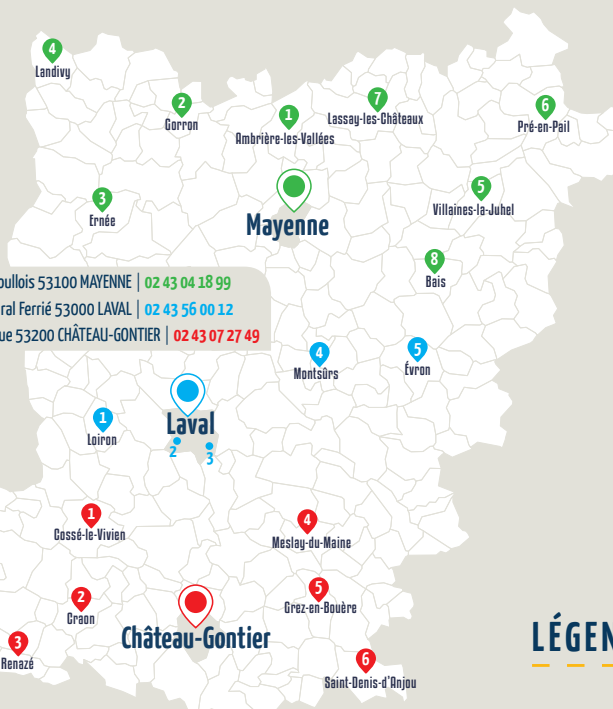 4
Landivy
2
Gorron
1
Ambrière-les-Vallées
7
Lassay-les-Châteaux
6
Pré-en-Pail
3
Ernée
Mayenne
5
Villaines-la-Juhel
8
Bais
53100 MAYENNE | 02 43 04 18 99
Ferrié 53000 LAVAL | 02 43 56 00 12
53200 CHÂTEAU-GONTIER | 02 43 07 27 49
4
Montsûrs
5
Évron
1
Loiron
Laval
2
3
1
Cossé-le-Vivien
4
Meslay-du-Maine
2
Craon
5
Grez-en-Bouère
Château-Gontier
3
Renazé
6
Saint-Denis-d'Anjou